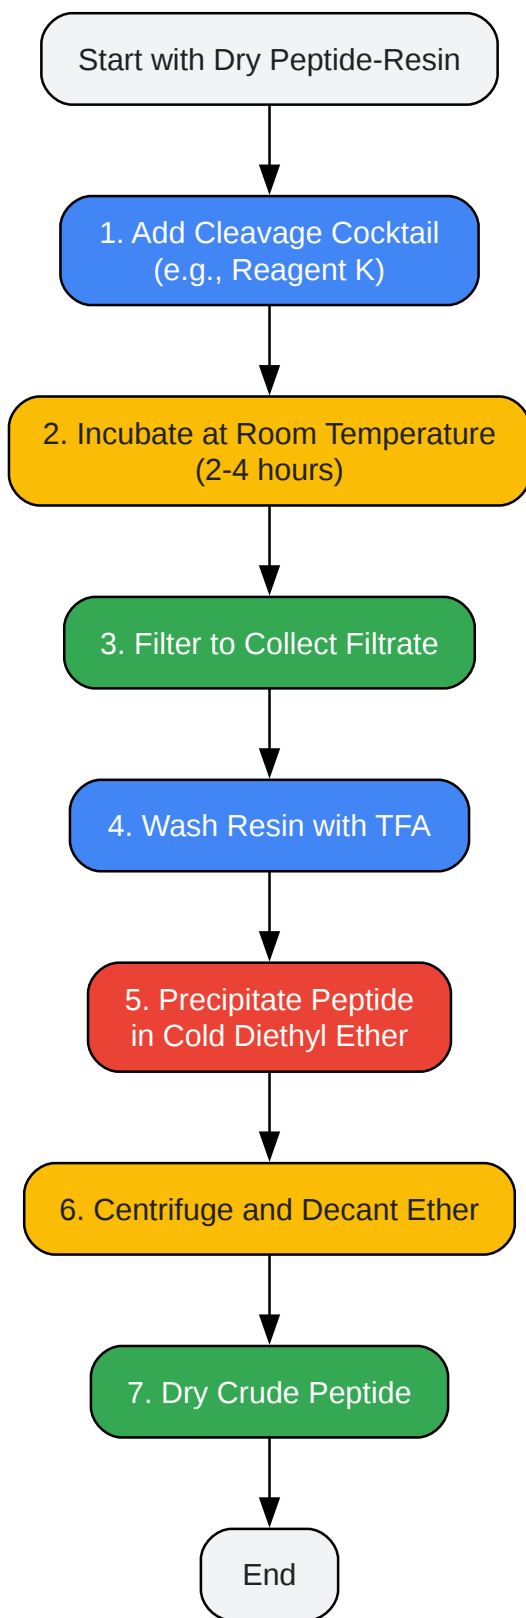 Start with Dry Peptide-Resin
1. Add Cleavage Cocktail
(e.g., Reagent K)
2. Incubate at Room Temperature
(2-4 hours)
3. Filter to Collect Filtrate
4. Wash Resin with TFA
5. Precipitate Peptide
in Cold Diethyl Ether
6. Centrifuge and Decant Ether
7. Dry Crude Peptide
End